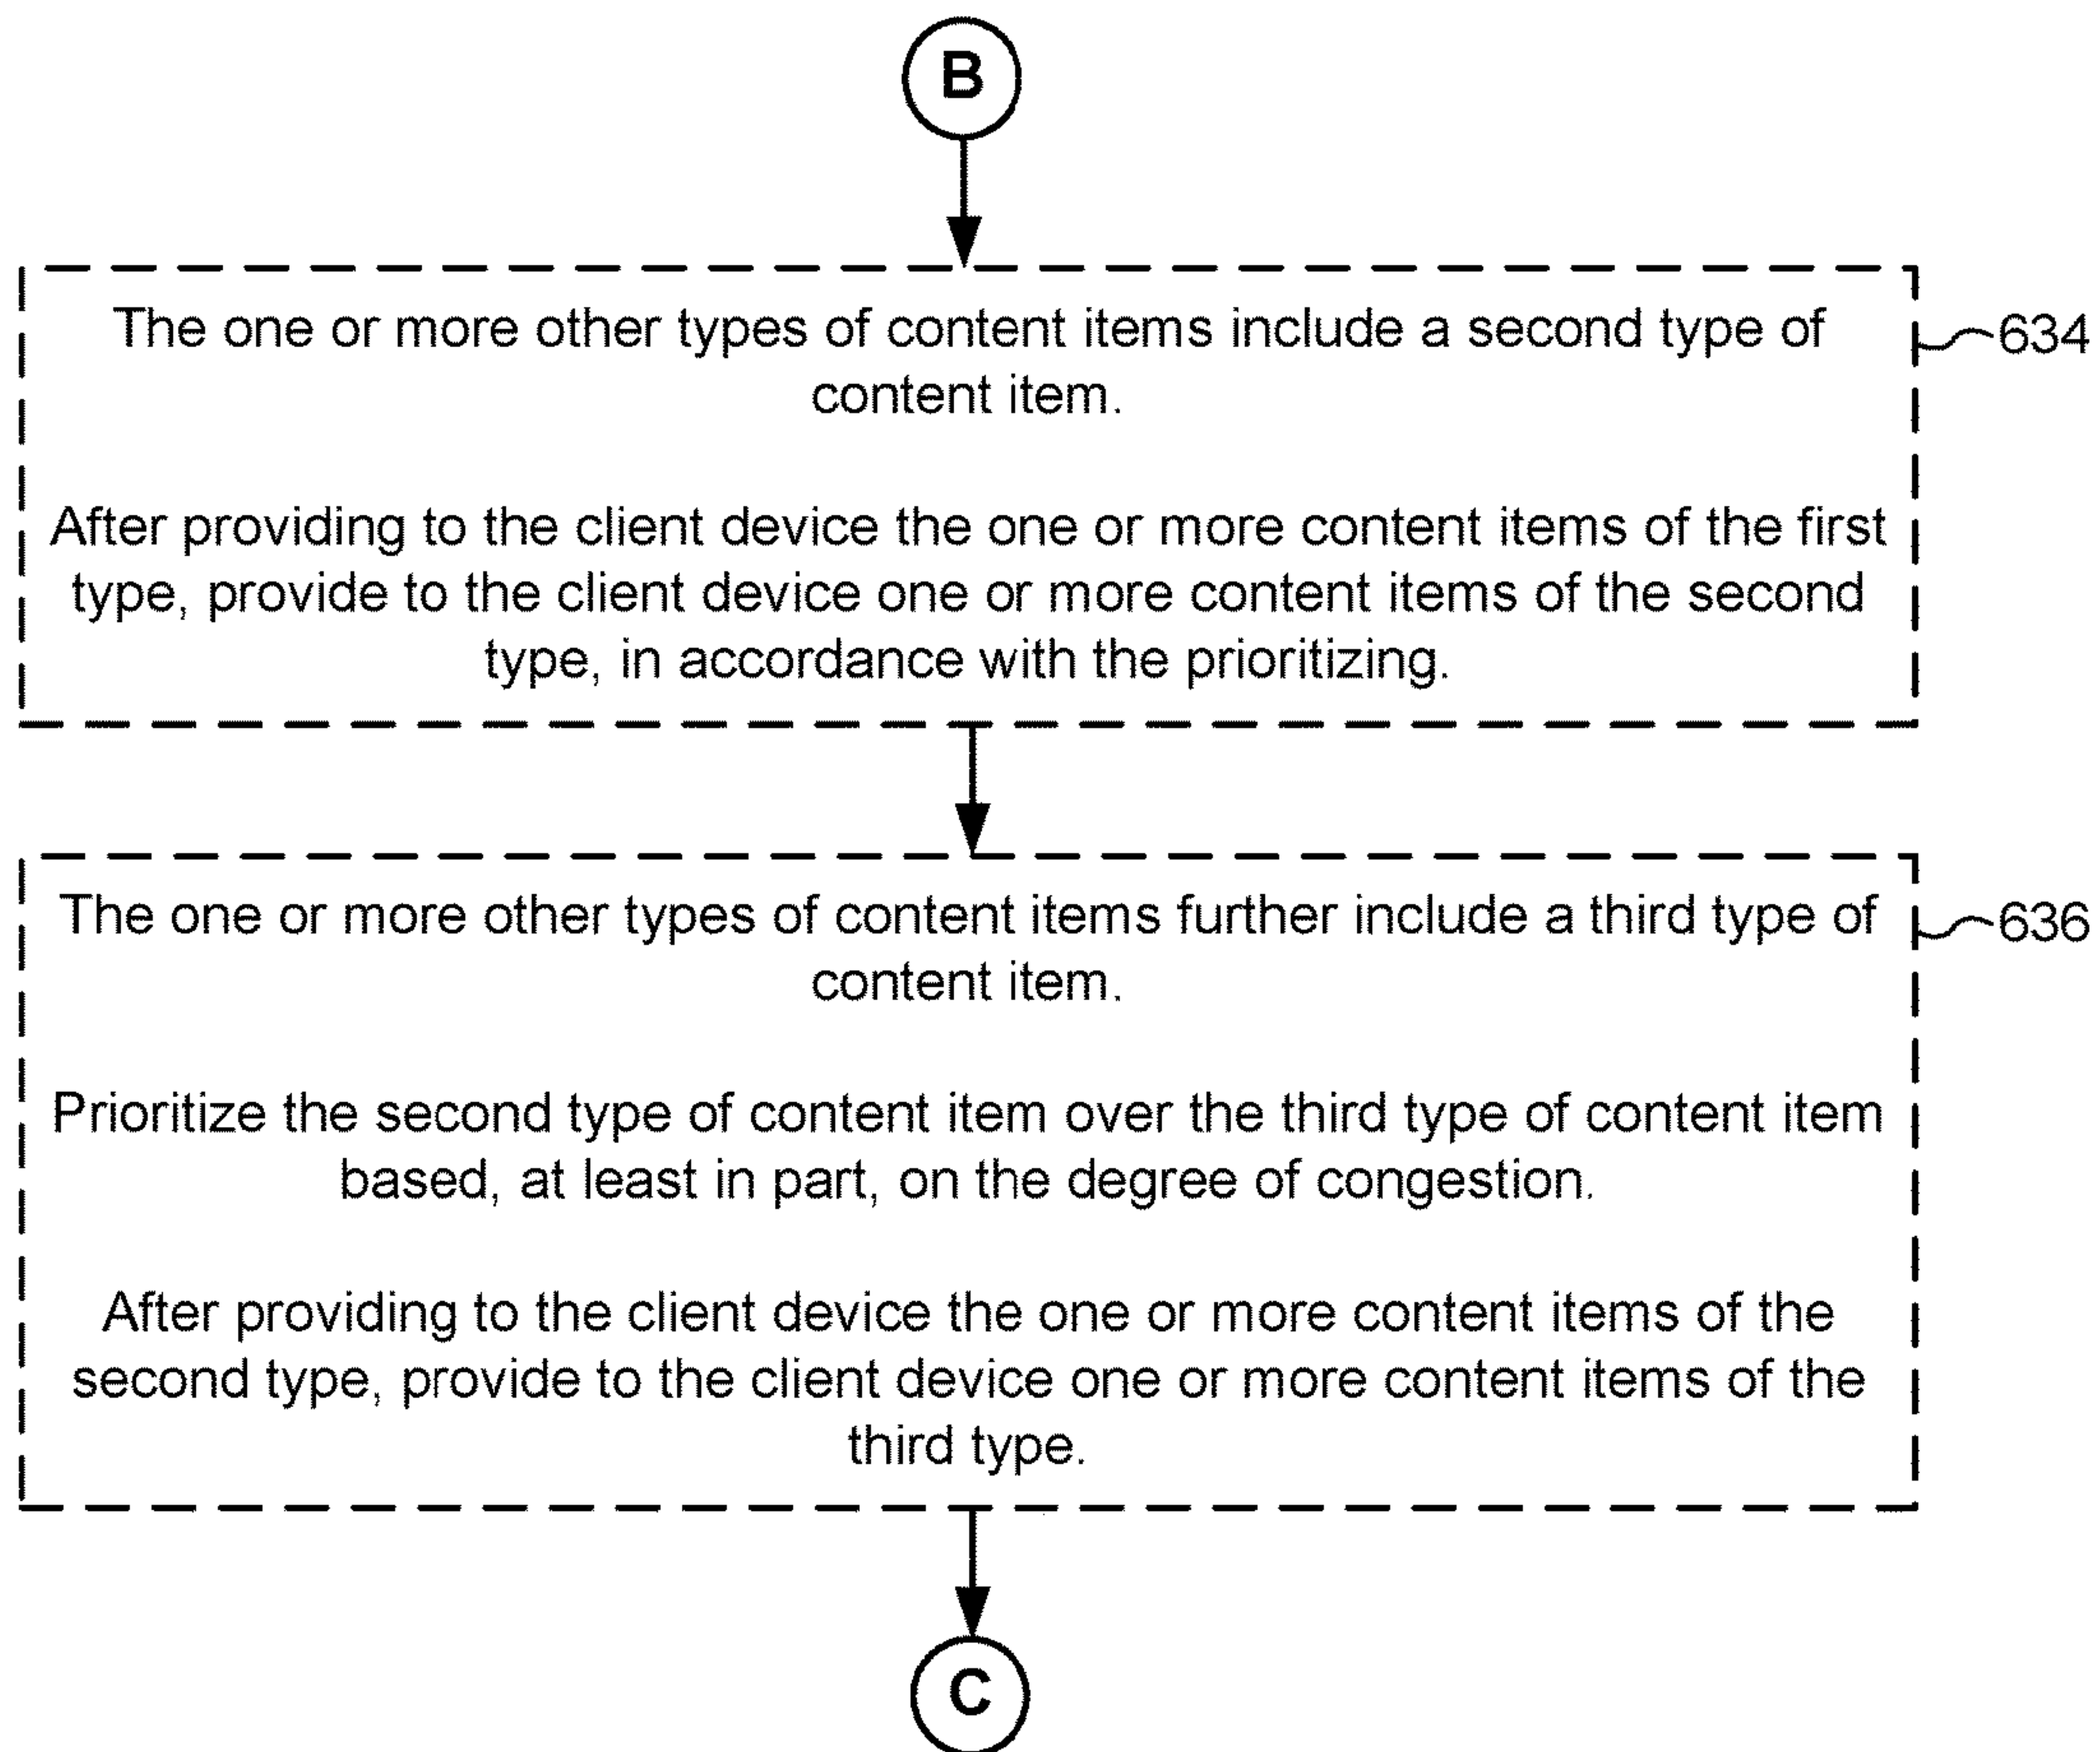 B
The one or more other types of content items include a second type of
634
content item.
After providing to the client device the one or more content items of the first
type, provide to the client device one or more content items of the second
type, in accordance with the prioritizing.
The one or more other types of content items further include a third type of
636
content item.
Prioritize the second type of content item over the third type of content item
based, at least in part, on the degree of congestion.
After providing to the client device the one or more content items of the
second type, provide to the client device one or more content items of the
third type.
C